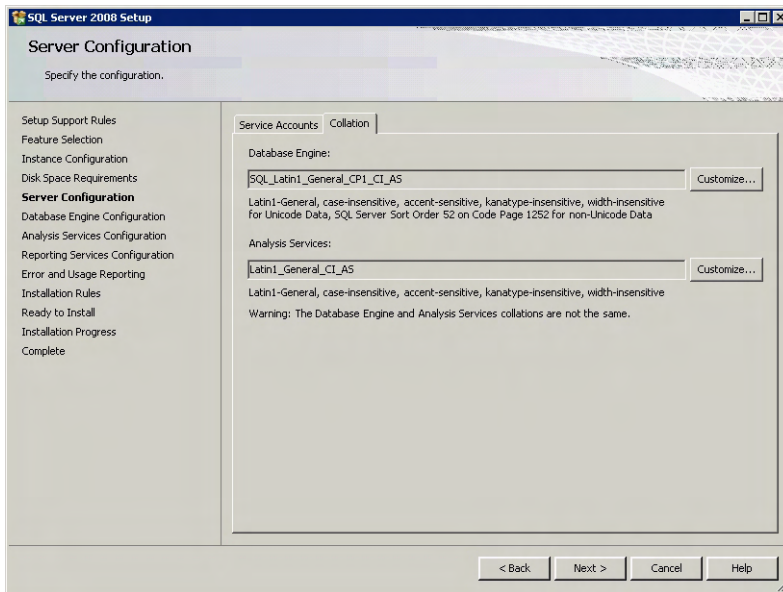 SQL Server 2008 Setup
Server Configuration
Specify the configuration.
Setup Support Rules
Feature Selection
Instance Configuration
Disk Space Requirements
Server Configuration
Database Engine Configuration
Analysis Services Configuration
Reporting Services Configuration
Error and Usage Reporting
Installation Rules
Ready to Install
Installation Progress
Complete
Service Accounts Collation
Database Engine:
SQL_Latin1_General_CP1_CI_AS Customize...
Latin1-General, case-insensitive, accent-sensitive, kanatype-insensitive, width-insensitive
for Unicode Data, SQL Server Sort Order 52 on Code Page 1252 for non-Unicode Data
Analysis Services:
Latin1_General_CI_AS Customize...
Latin1-General, case-insensitive, accent-sensitive, kanatype-insensitive, width-insensitive
Warning: The Database Engine and Analysis Services collations are not the same.
< Back Next > Cancel Help